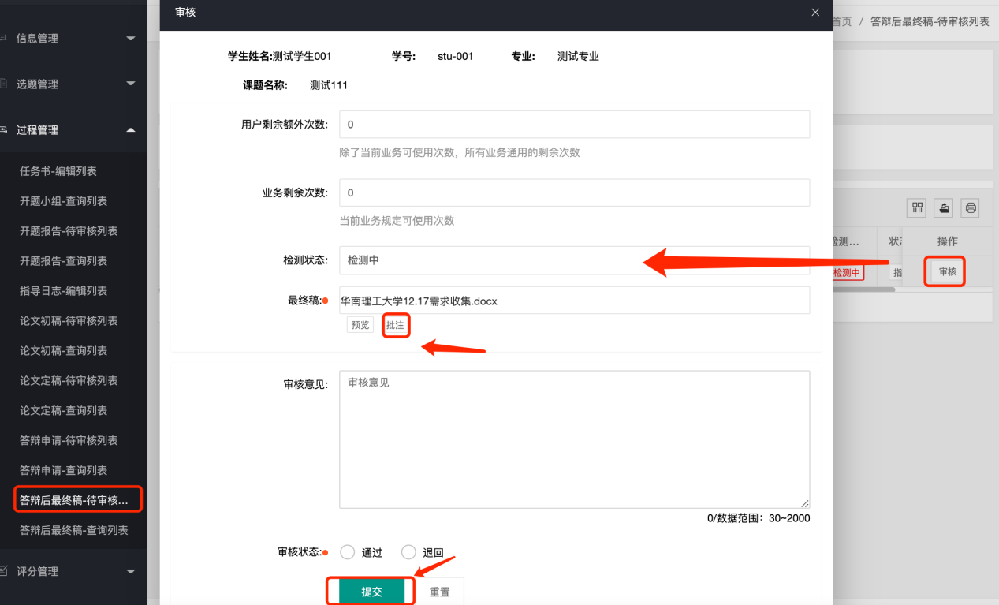 审核
首页 / 答辩后最终稿-待审核列表
信息管理
选题管理
过程管理
任务书-编辑列表
开题小组-查询列表
开题报告-待审核列表
开题报告-查询列表
指导日志-编辑列表
论文初稿-待审核列表
论文初稿-查询列表
论文定稿-待审核列表
论文定稿-查询列表
答辩申请-待审核列表
答辩申请-查询列表
答辩后最终稿-待审核...
答辩后最终稿-查询列表
评分管理
学生姓名:测试学生001 学号: stu-001 专业: 测试专业
课题名称: 测试111
用户剩余额外次数: 0
除了当前业务可使用次数，所有业务通用的剩余次数
业务剩余次数: 0
当前业务规定可使用次数
检测状态: 检测中
最终稿: 华南理工大学12.17需求收集.docx
预览 批注
审核意见: 审核意见
0/数据范围：30~2000
审核状态: 通过 退回
提交 重置
检测... 状态 操作
检测中 指 审核